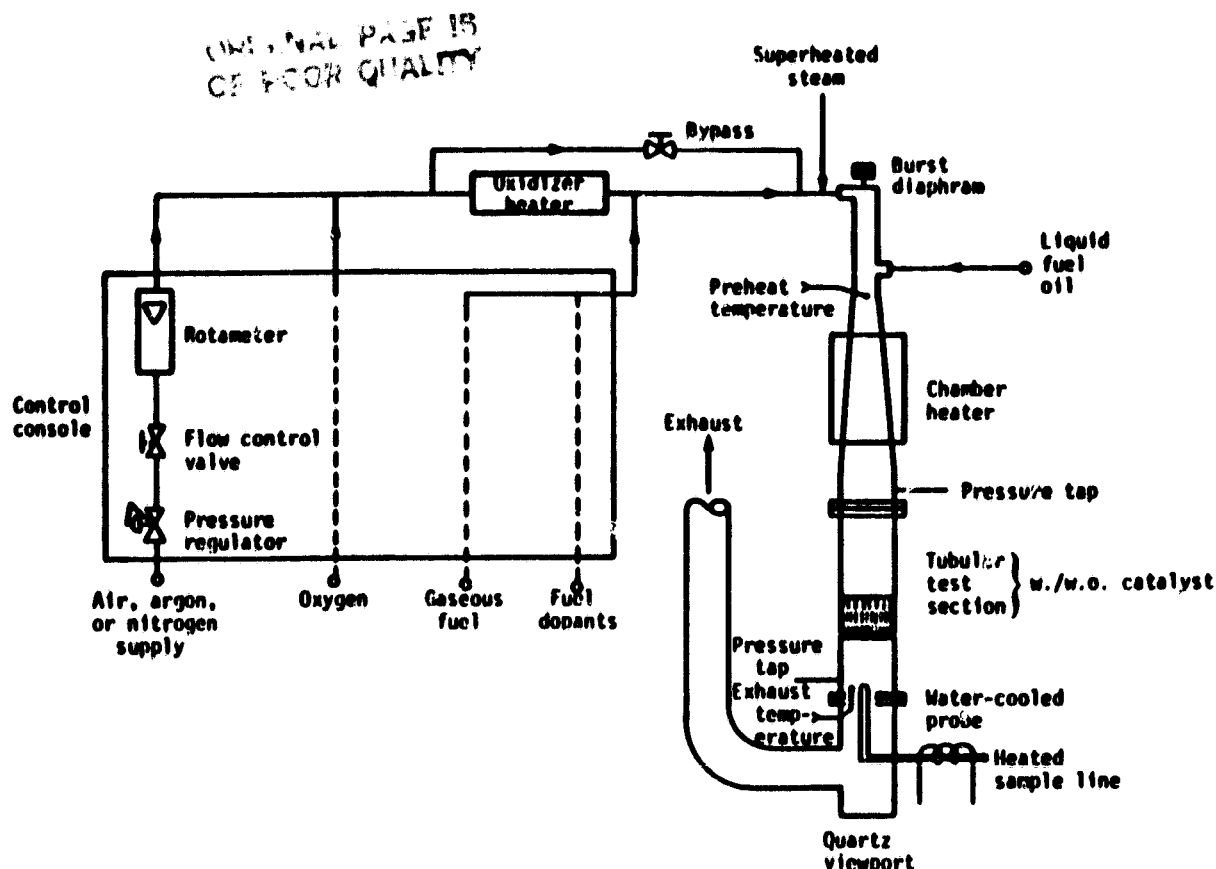 ORIGINAL PAGE IS
OF POOR QUALITY
Superheated
steam
Bypass
Burst
diaphram
Oxidizer
heater
Liquid
fuel
oil
Preheat
temperature
Rotameter
Chamber
heater
Control
console
Exhaust
Flow control
valve
Pressure tap
Pressure
regulator
Tubular
test
section
w./w.o. catalyst
Air, argon,
or nitrogen
supply
Oxygen
Gaseous
fuel
Fuel
dopants
Pressure
tap
Exhaust
temp-
erature
Water-cooled
probe
Heated
sample line
Quartz
viewport